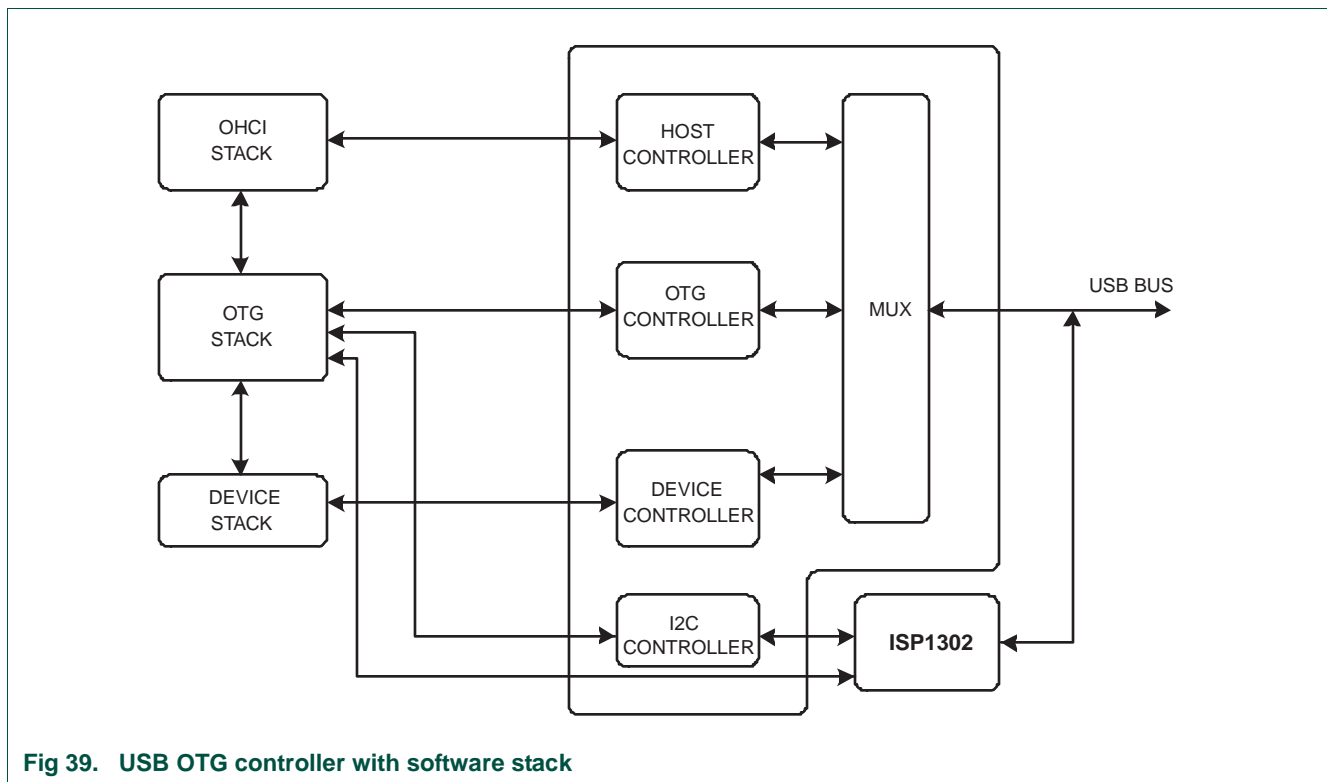 OHCI
STACK
HOST
CONTROLLER
OTG
STACK
OTG
CONTROLLER
MUX
USB BUS
DEVICE
STACK
DEVICE
CONTROLLER
I2C
CONTROLLER
ISP1302
Fig 39. USB OTG controller with software stack